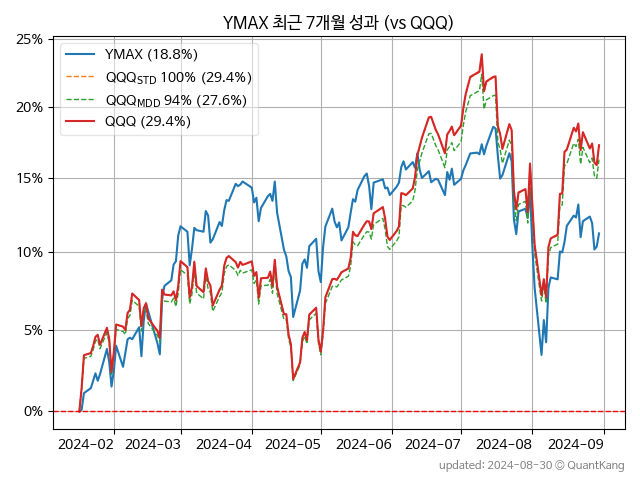 YMAX 최근 7개월 성과 (vs QQQ)
YMAX (18.8%)
QQQSTD 100% (29.4%)
QQQMDD 94% (27.6%)
QQQ (29.4%)
25%
20%
15%
10%
5%
0%
2024-02 2024-03 2024-04 2024-05 2024-06 2024-07 2024-08 2024-09
updated: 2024-08-30 © QuantKang